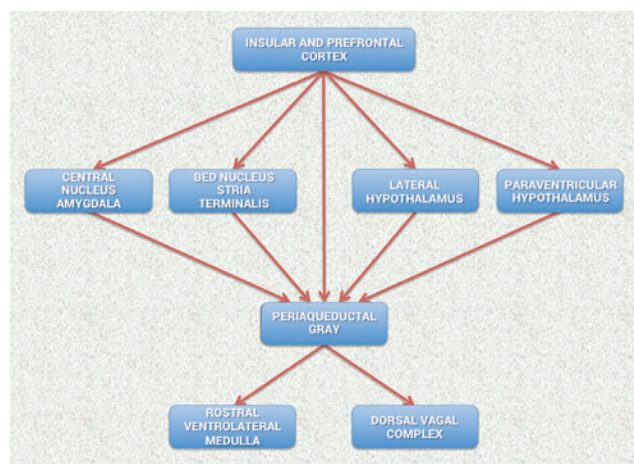 INSULAR AND PREFRONTAL
CORTEX
CENTRAL
NUCLEUS
AMYGDALA
BED NUCLEUS
STRIA
TERMINALIS
LATERAL
HYPOTHALAMUS
PARAVENTRICULAR
HYPOTHALAMUS
PERIAQUEDUCTAL
GRAY
ROSTRAL
VENTROLATERAL
MEDULLA
DORSAL VAGAL
COMPLEX